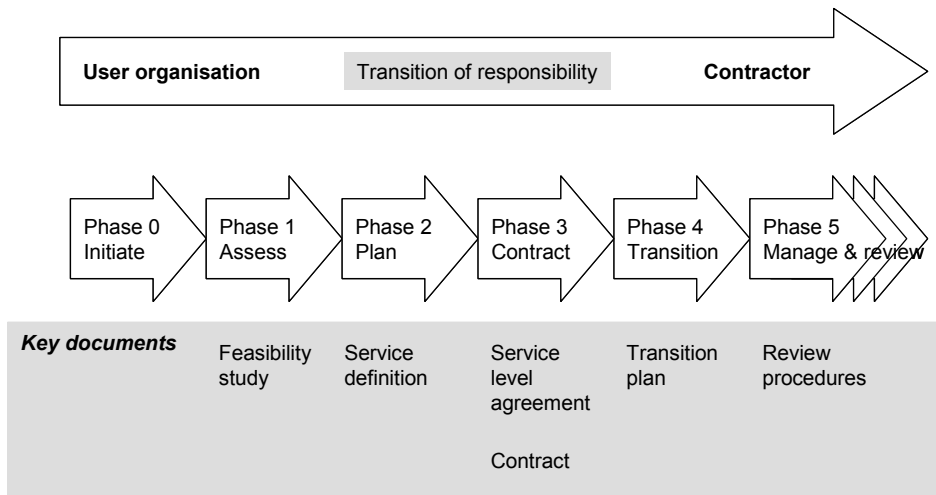 User organisation
Transition of responsibility
Contractor
Phase 0
Initiate
Phase 1
Assess
Phase 2
Plan
Phase 3
Contract
Phase 4
Transition
Phase 5
Manage & review
Key documents
Feasibility
study
Service
definition
Service
level
agreement
Contract
Transition
plan
Review
procedures